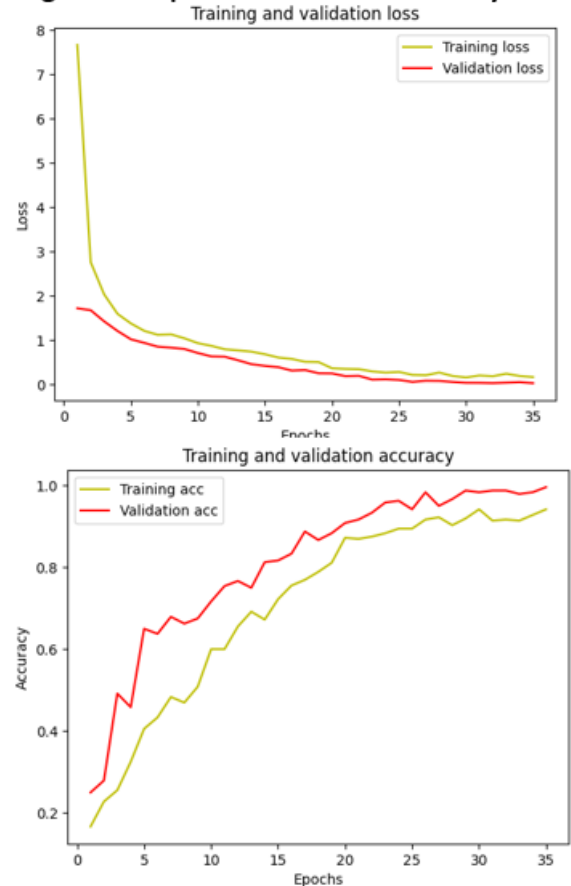 Training and validation loss
8
7
6
5
4
3
2
1
0
Loss
Training loss
Validation loss
0 5 10 15 20 25 30 35
Epochs
Training and validation accuracy
1.0
0.8
0.6
0.4
0.2
Accuracy
Training acc
Validation acc
0 5 10 15 20 25 30 35
Epochs